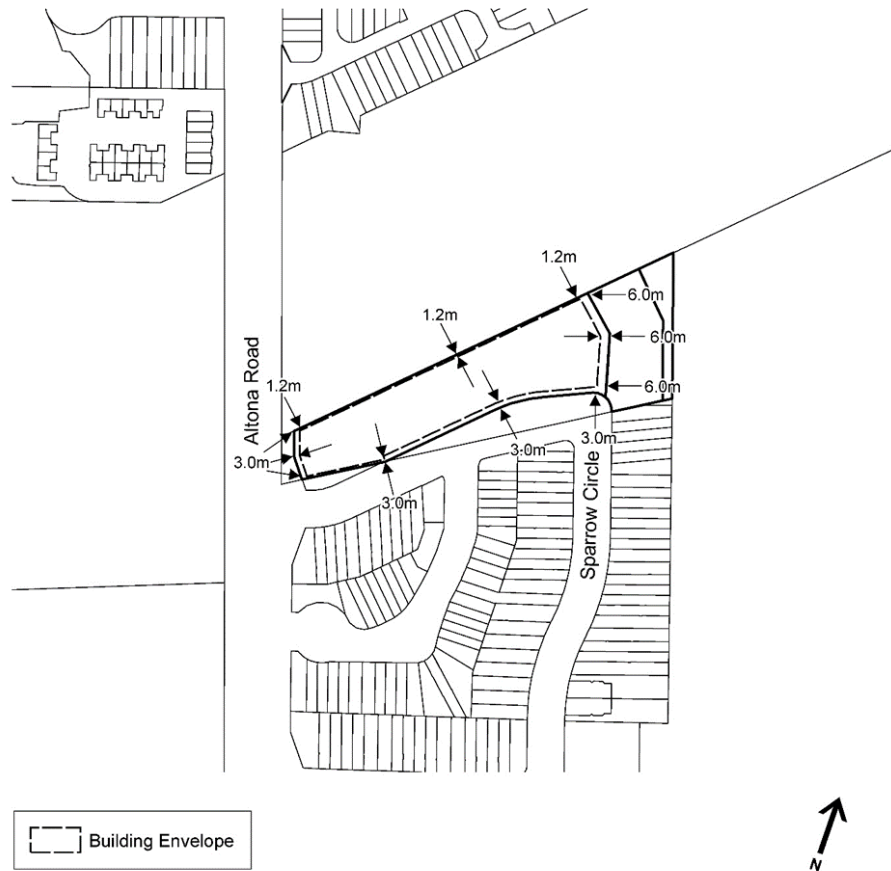 1.2m
6.0m
1.2m
6.0m
1.2m
6.0m
Altona Road
3.0m
3.0m
3.0m
3.0m
Sparrow Circle
Building Envelope
N